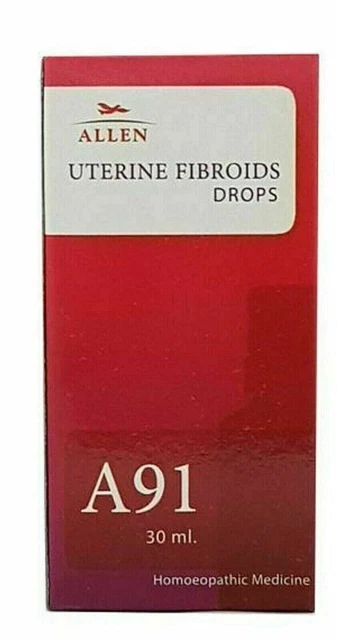 ALLEN
UTERINE FIBROIDS
DROPS
A91
30 ml.
Homoeopathic Medicine